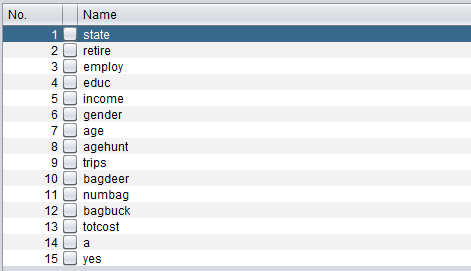 No. Name
1 state
2 retire
3 employ
4 educ
5 income
6 gender
7 age
8 agehunt
9 trips
10 bagdeer
11 numbag
12 bagbuck
13 totcost
14 a
15 yes